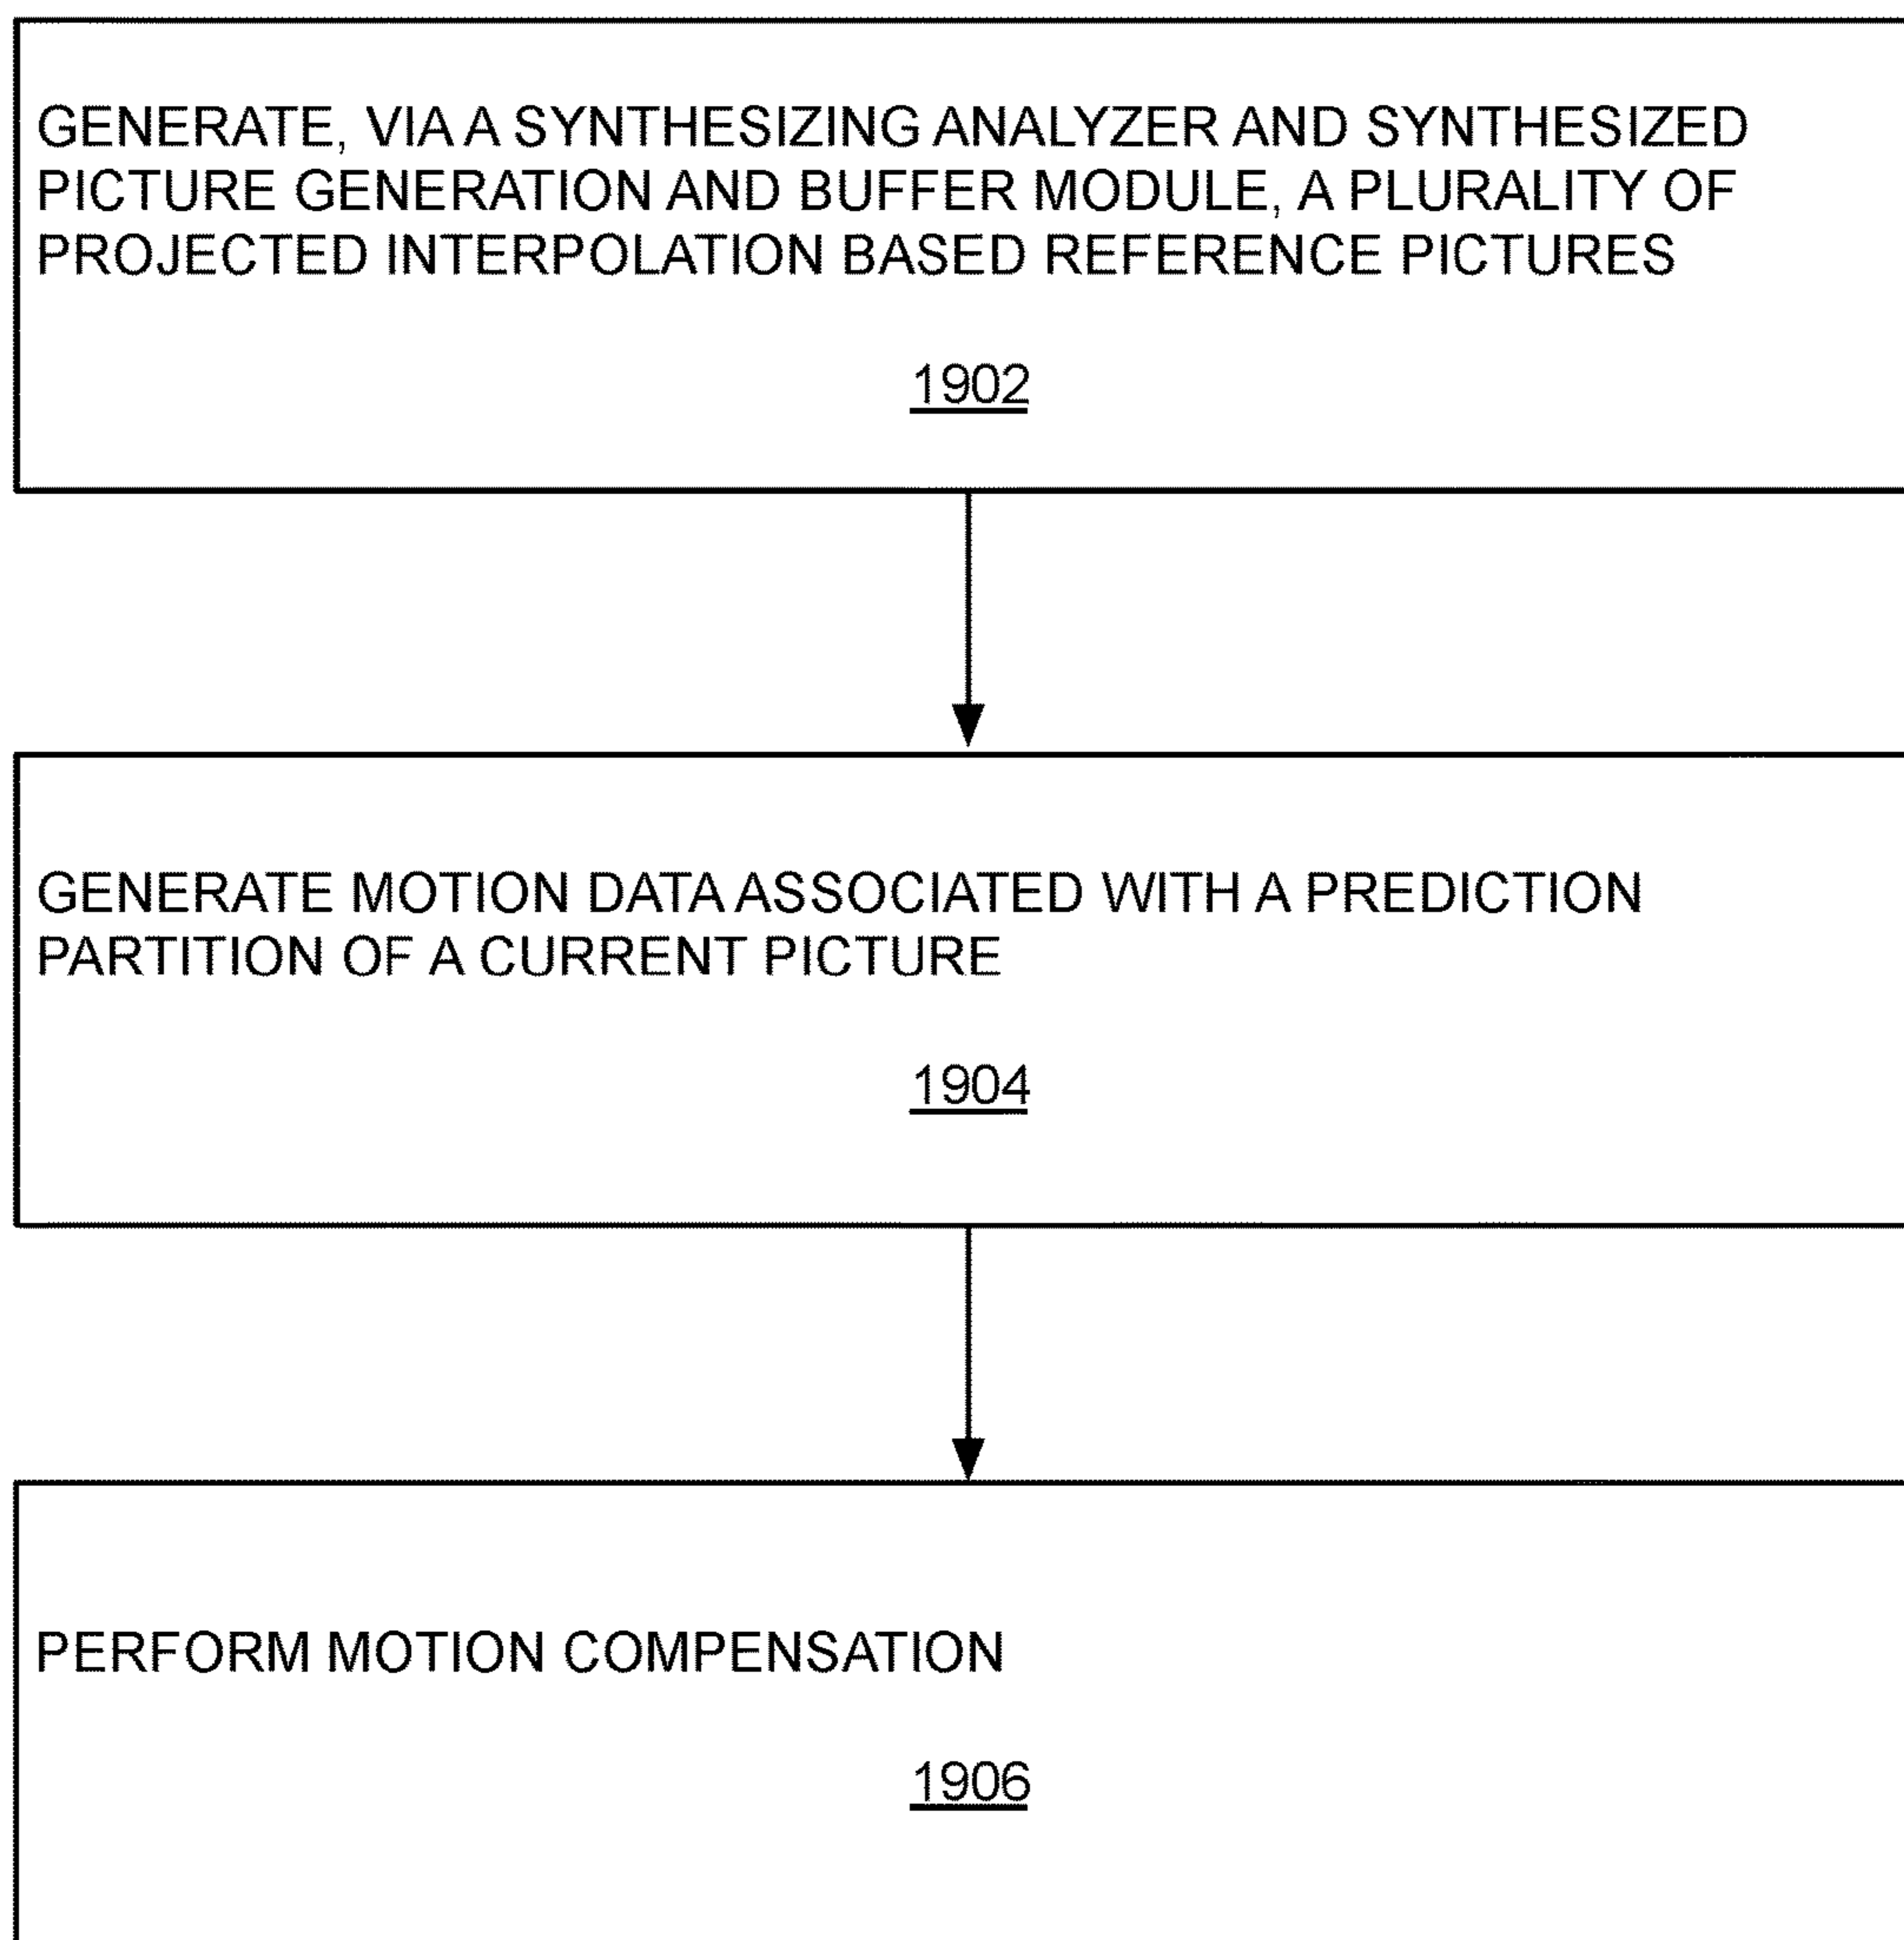 GENERATE, VIA A SYNTHESIZING ANALYZER AND SYNTHESIZED
PICTURE GENERATION AND BUFFER MODULE, A PLURALITY OF
PROJECTED INTERPOLATION BASED REFERENCE PICTURES
1902
GENERATE MOTION DATA ASSOCIATED WITH A PREDICTION
PARTITION OF A CURRENT PICTURE
1904
PERFORM MOTION COMPENSATION
1906